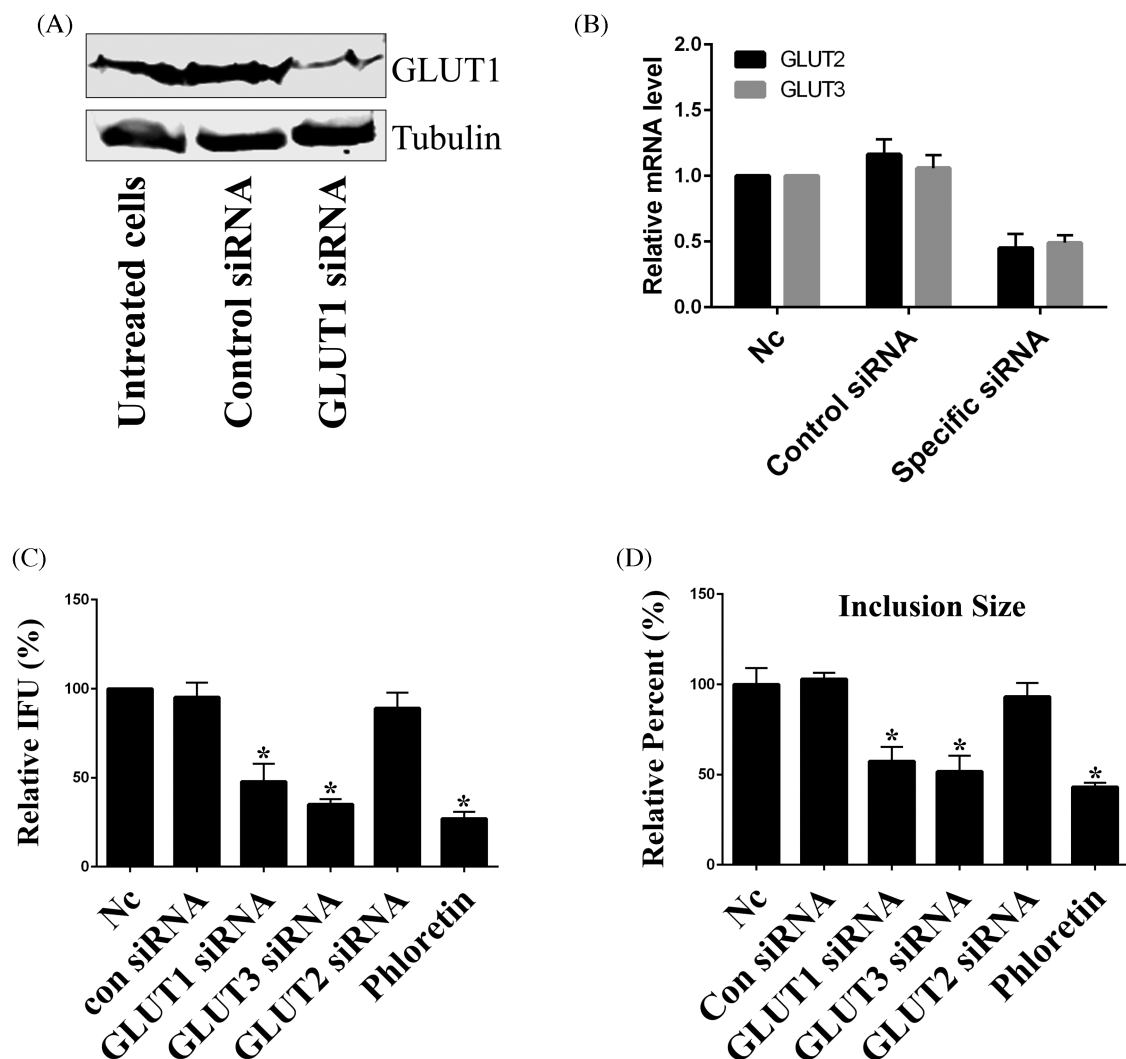 (A)
GLUT1
Tubulin
Untreated cells
Control siRNA
GLUT1 siRNA
(B)
Relative mRNA level
2.0
1.5
1.0
0.5
0.0
GLUT2
GLUT3
Nc
Control siRNA
Specific siRNA
(C)
Relative IFU (%)
150
100
50
0
*
*
*
Nc
con siRNA
GLUT1 siRNA
GLUT3 siRNA
GLUT2 siRNA
Phloretin
(D)
Inclusion Size
Relative Percent (%)
150
100
50
0
*
*
*
Nc
Con siRNA
GLUT1 siRNA
GLUT3 siRNA
GLUT2 siRNA
Phloretin